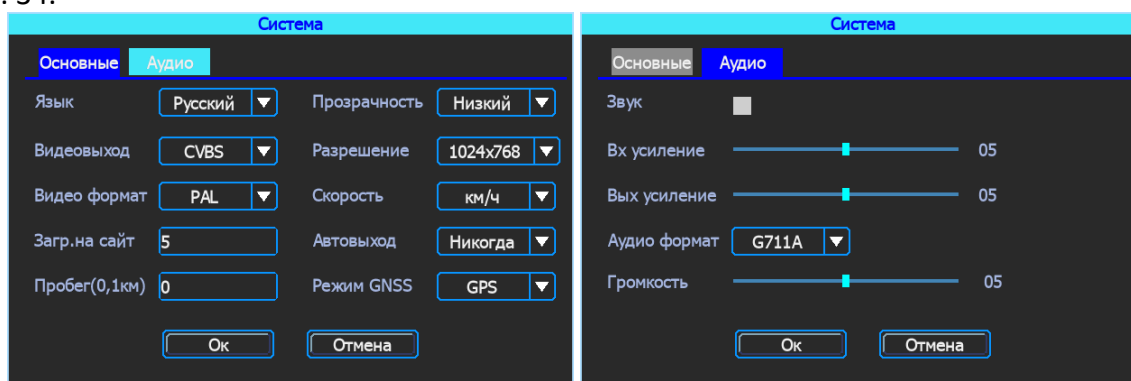 Система
Основные Аудио
Язык Русский Прозрачность Низкий
Видеовыход CVBS Разрешение 1024x768
Видео формат PAL Скорость км/ч
Загр.на сайт 5 Автовыход Никогда
Пробег(0,1км) 0 Режим GNSS GPS
Ок Отмена
Система
Основные Аудио
Звук
Вх усиление 05
Вых усиление 05
Аудио формат G711A
Громкость 05
Ок Отмена